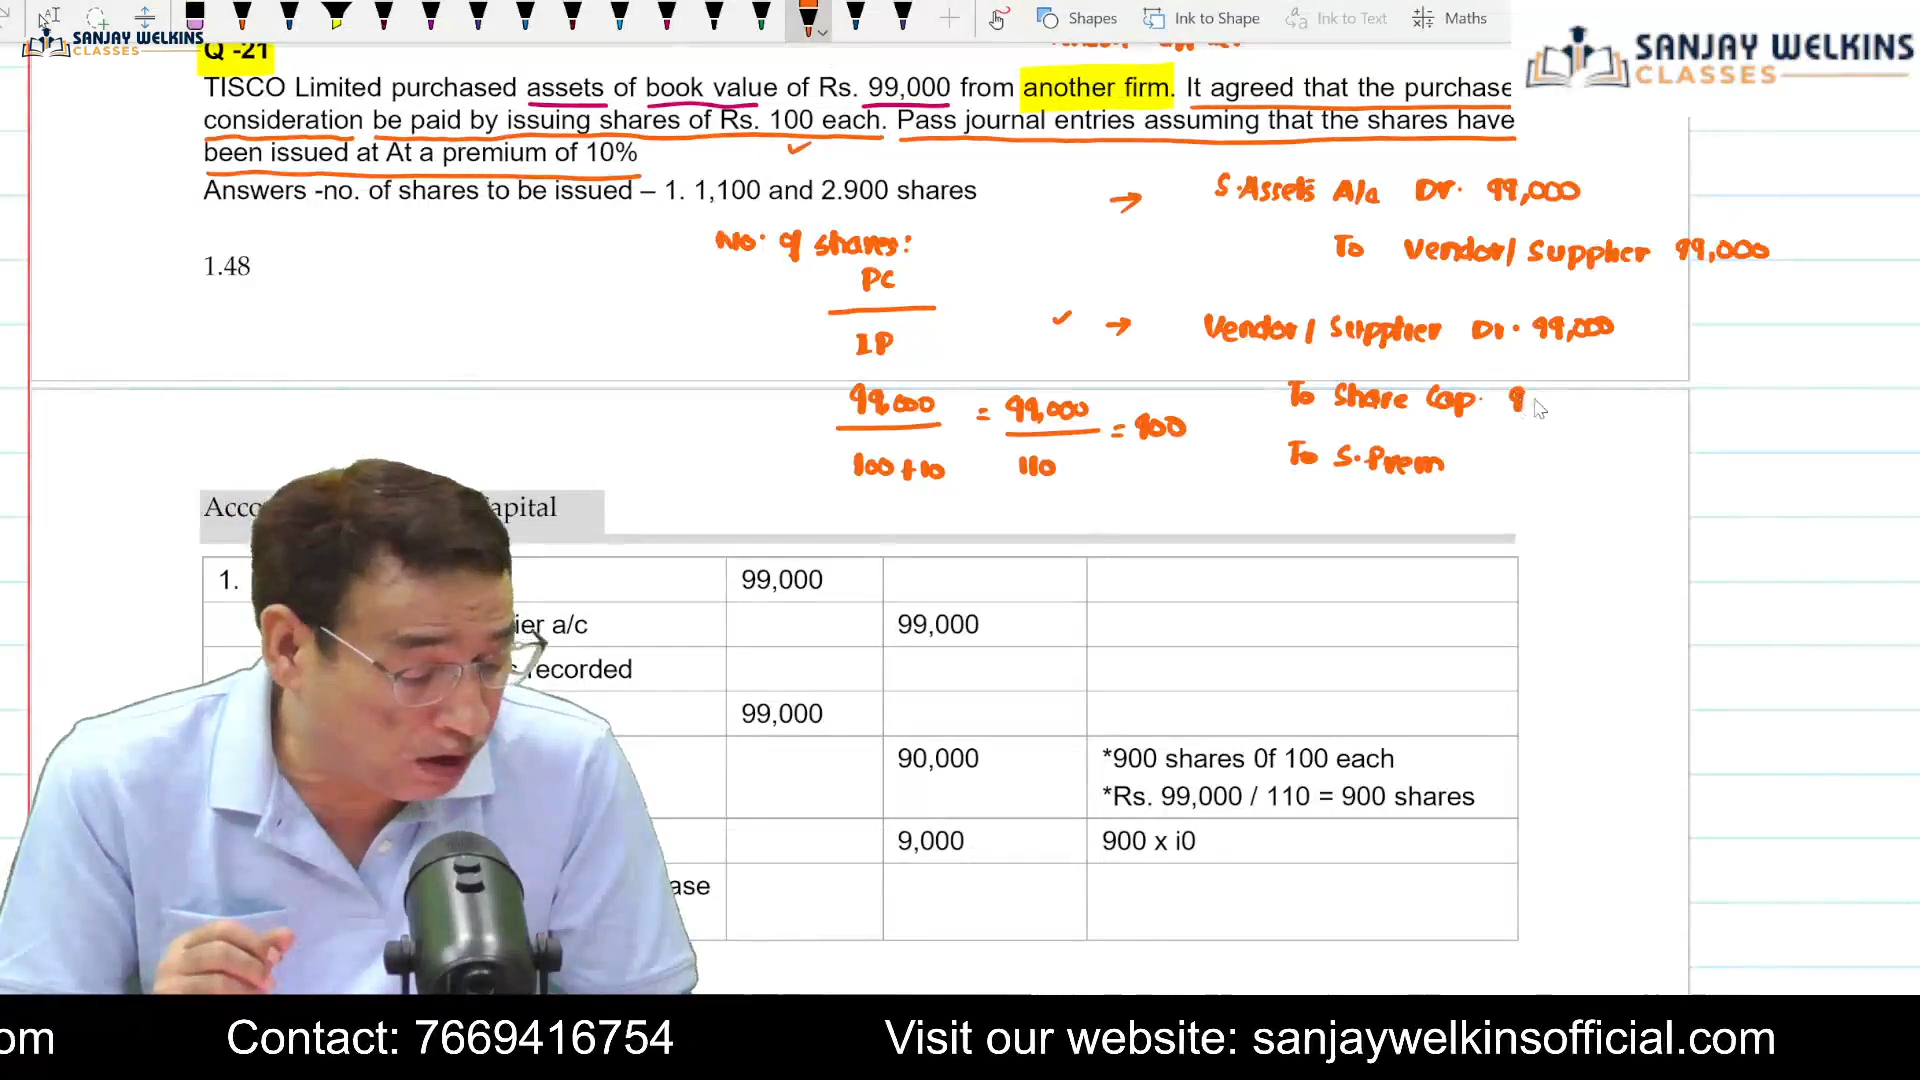 Shapes Ink to Shape Ink to Text Maths
SANJAY WELKINS
CLASSES
SANJAY WELKINS
CLASSES
Q -21
TISCO Limited purchased assets of book value of Rs. 99,000 from another firm. It agreed that the purchase
consideration be paid by issuing shares of Rs. 100 each. Pass journal entries assuming that the shares have
been issued at At a premium of 10%
Answers -no. of shares to be issued – 1. 1,100 and 2.900 shares
S.Assets A/c Dr. 99,000
To Vendor/ Supplier 99,000
No. of shares:
PC
IP
1.48
Vendor/ Supplier Dr. 99,000
99,000 = 99,000 = 900
100+10 110
To Share Cap. 9
To S.Prem
Acco apital
1. 99,000
ier a/c 99,000
recorded
99,000
90,000 *900 shares 0f 100 each
*Rs. 99,000 / 110 = 900 shares
9,000 900 x i0
ase
om Contact: 7669416754 Visit our website: sanjaywelkinsofficial.com